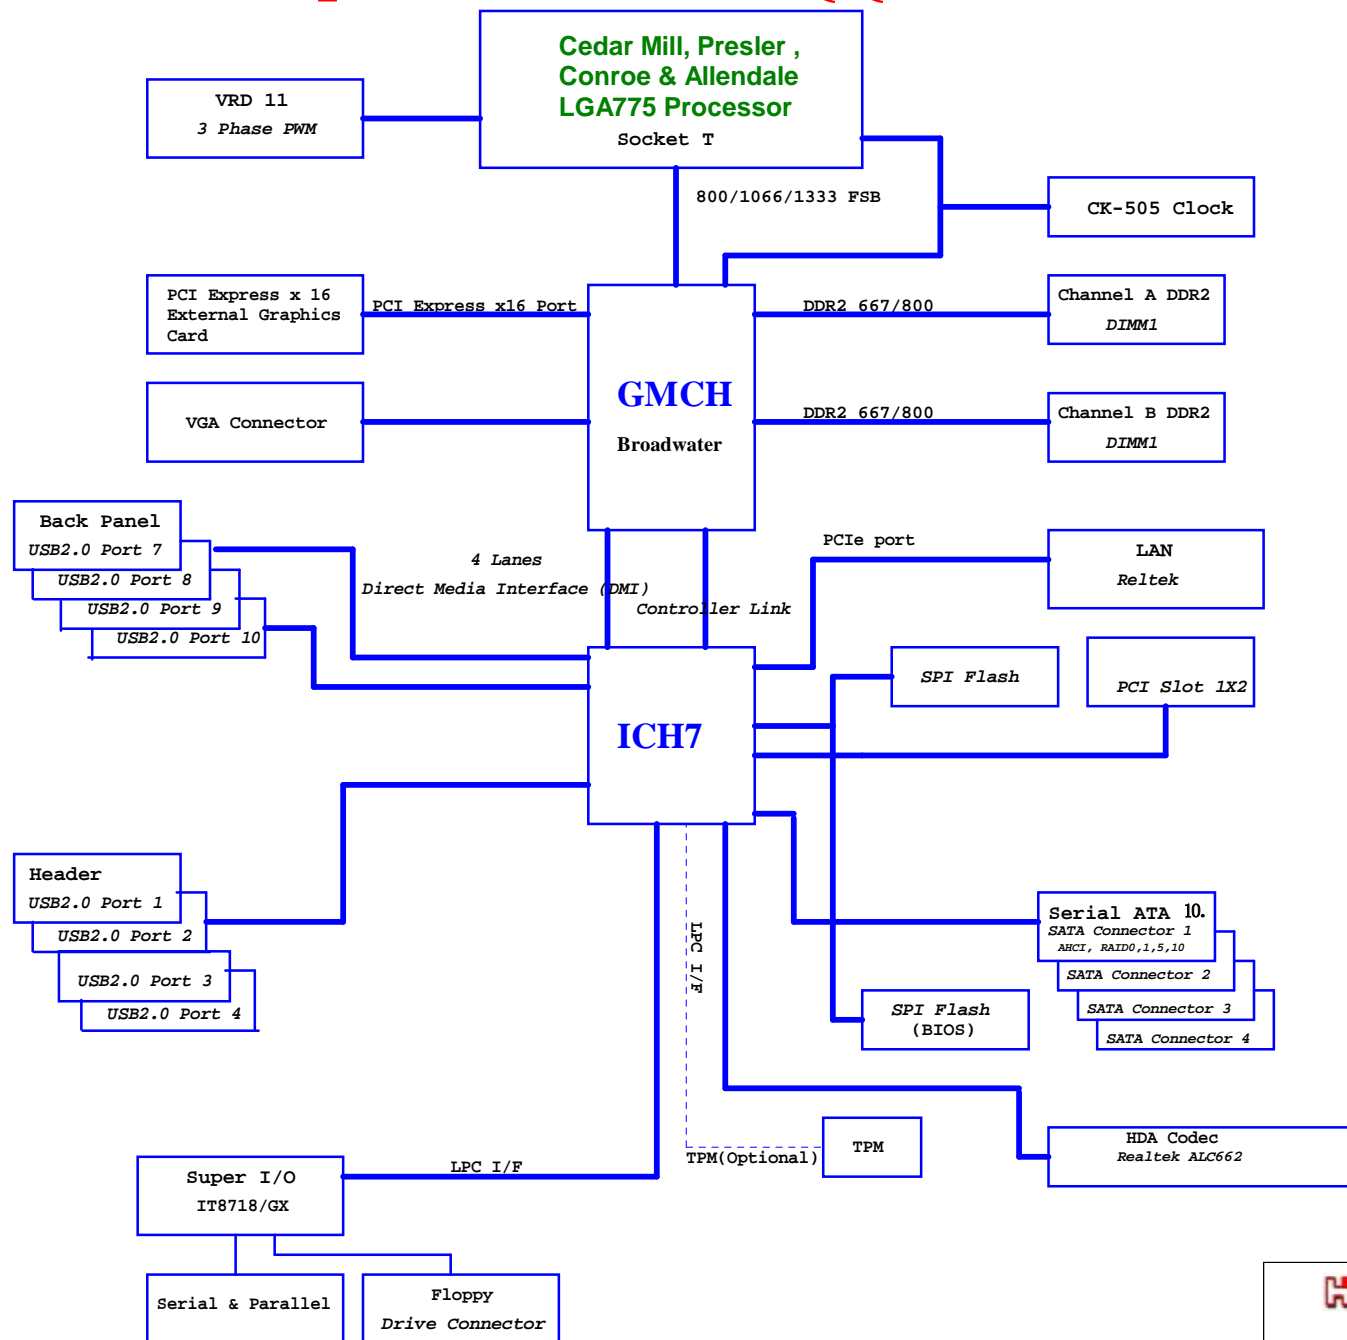 Cedar Mill, Presler ,
Conroe & Allendale
LGA775 Processor
Socket T
VRD 11
3 Phase PWM
800/1066/1333 FSB
CK-505 Clock
PCI Express x 16
External Graphics
Card
PCI Express x16 Port
DDR2 667/800
Channel A DDR2
DIMM1
GMCH
Broadwater
VGA Connector
DDR2 667/800
Channel B DDR2
DIMM1
Back Panel
USB2.0 Port 7
USB2.0 Port 8
USB2.0 Port 9
USB2.0 Port 10
4 Lanes
Direct Media Interface (DMI)
Controller Link
PCIe port
LAN
Reltek
SPI Flash
PCI Slot 1X2
ICH7
Header
USB2.0 Port 1
USB2.0 Port 2
USB2.0 Port 3
USB2.0 Port 4
LPC I/F
Serial ATA 10.
SATA Connector 1
AHCI, RAID0,1,5,10
SATA Connector 2
SATA Connector 3
SATA Connector 4
SPI Flash
(BIOS)
TPM(Optional)
TPM
HDA Codec
Realtek ALC662
LPC I/F
Super I/O
IT8718/GX
Serial & Parallel
Floppy
Drive Connector